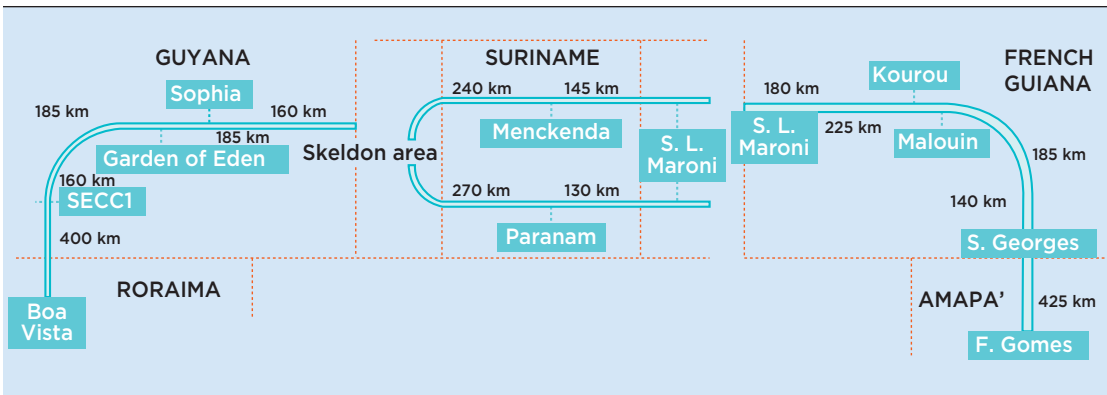 GUYANA
Sophia
185 km
160 km
185 km
Garden of Eden
160 km
SECC1
400 km
RORAIMA
Boa
Vista
Skeldon area
SURINAME
240 km
145 km
Menckenda
S. L.
Maroni
270 km
130 km
Paranam
FRENCH
GUIANA
Kourou
180 km
S. L.
Maroni
225 km
Malouin
185 km
140 km
S. Georges
AMAPA’
425 km
F. Gomes